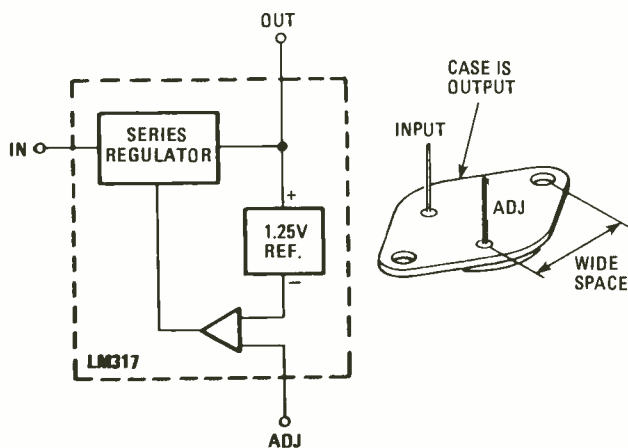 OUT
IN
SERIES
REGULATOR
+
1.25V
REF.
−
LM317
ADJ
CASE IS
OUTPUT
INPUT
ADJ
WIDE
SPACE